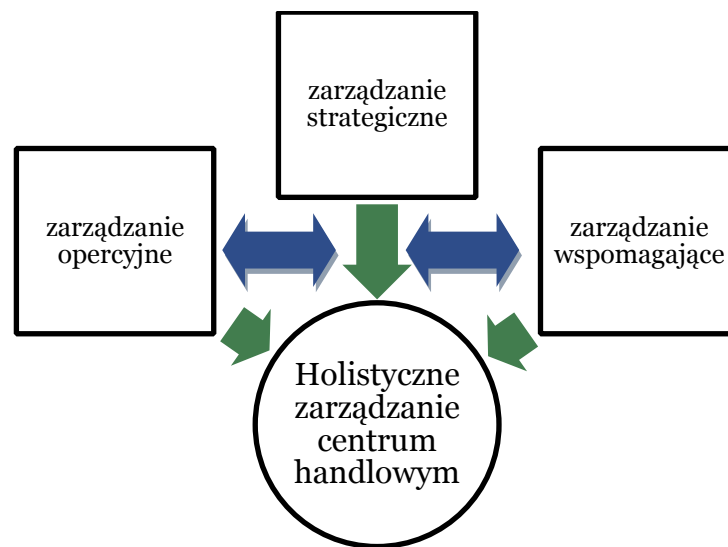 zarządzanie
strategiczne
zarządzanie
opercyjne
zarządzanie
wspomagające
Holistyczne
zarządzanie
centrum
handlowym